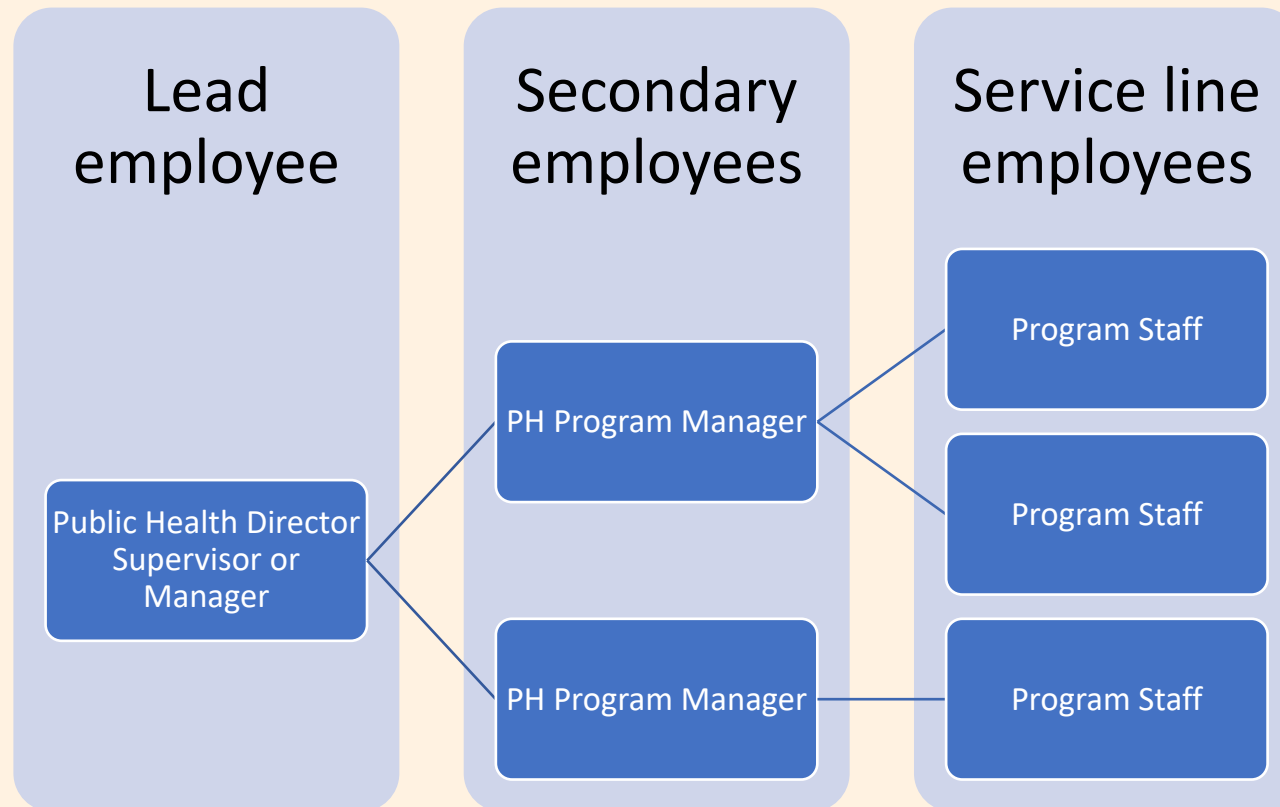 Lead
employee
Secondary
employees
Service line
employees
Public Health Director
Supervisor or
Manager
PH Program Manager
PH Program Manager
Program Staff
Program Staff
Program Staff